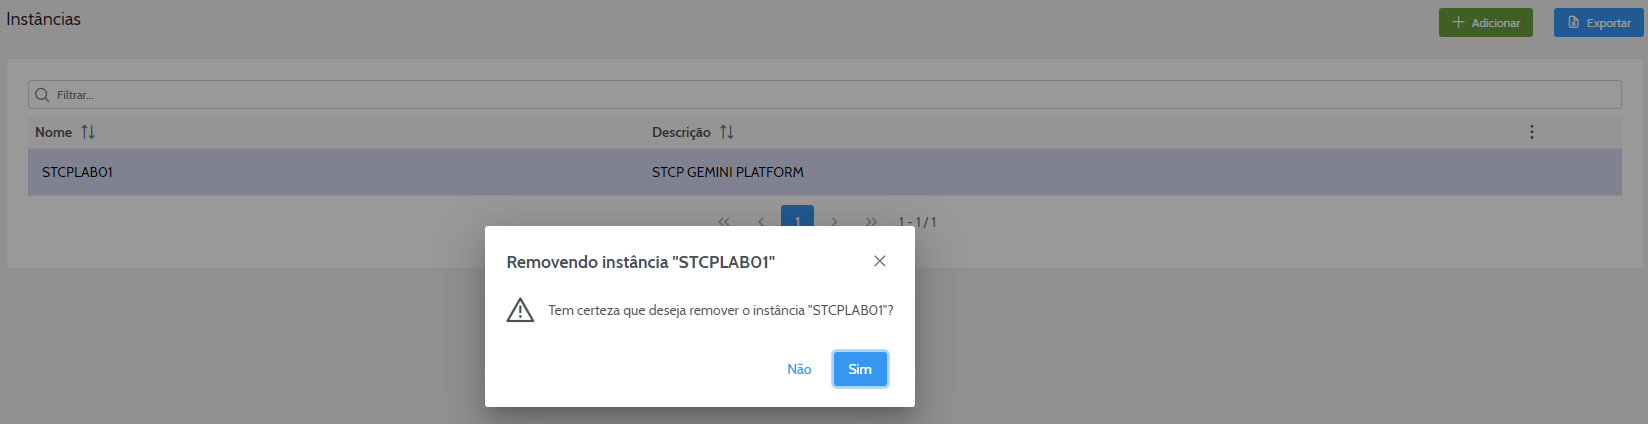 Instâncias
Adicionar
Exportar
Filtrar...
Nome
Descrição
STCPLAB01
STCP GEMINI PLATFORM
1
1 - 1 / 1
Removendo instância "STCPLAB01"
Tem certeza que deseja remover o instância "STCPLAB01"?
Não
Sim